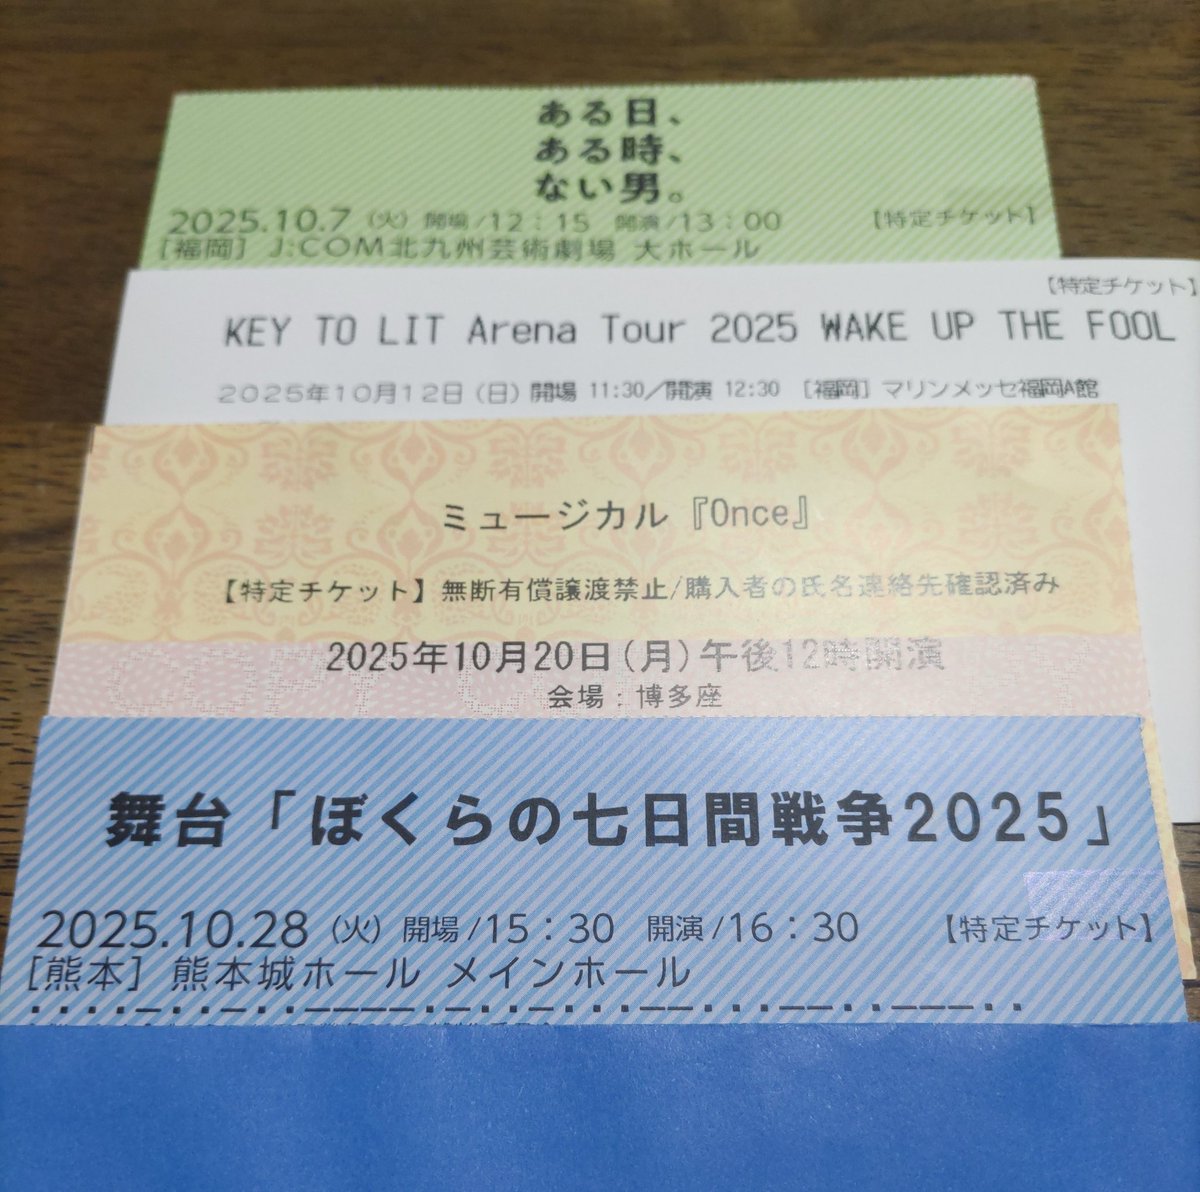 ある日、
ある時、
ない男。
2025.10.7（火）開場/12：15　開演/13：00　【特定チケット】
［福岡］J:COM北九州芸術劇場 大ホール
【特定チケット】
KEY TO LIT Arena Tour 2025 WAKE UP THE FOOL
2025年10月12日（日）開場 11:30／開演 12:30 ［福岡］マリンメッセ福岡A館
ミュージカル『Once』
【特定チケット】無断有償譲渡禁止/購入者の氏名連絡先確認済み
2025年10月20日(月)午後12時開演
会場：博多座
舞台「ぼくらの七日間戦争2025」
2025.10.28（火）開場/15：30　開演/16：30　【特定チケット】
［熊本］熊本城ホール メインホール